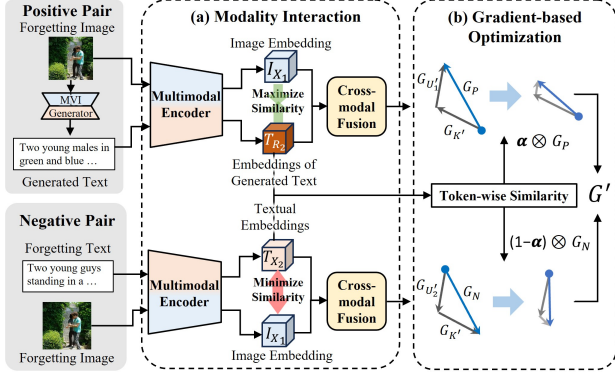 Positive Pair
Forgetting Image
MVI
Generator
Two young males in
green and blue ...
Generated Text
Negative Pair
Forgetting Text
Two young guys
standing in a ...
Forgetting Image
(a) Modality Interaction
Image Embedding
Multimodal
Encoder
I_{X_1}
Maximize
Similarity
T_{R_2}
Cross-
modal
Fusion
Embeddings of
Generated Text
Textual
Embeddings
Multimodal
Encoder
T_{X_2}
Minimize
Similarity
I_{X_1}
Cross-
modal
Fusion
Image Embedding
(b) Gradient-based
Optimization
G_{U'_1}
G_P
G_{K'}
α ⊗ G_P
Token-wise Similarity
G'
(1-α) ⊗ G_N
G_{U'_2}
G_N
G_{K'}